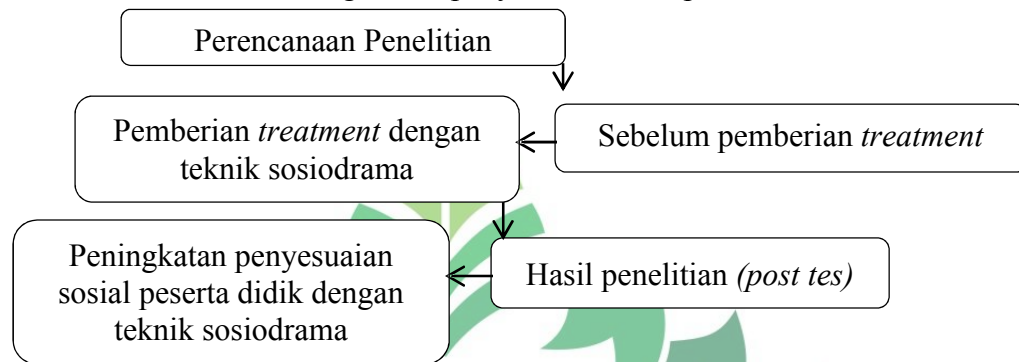 Perencanaan Penelitian
Sebelum pemberian treatment
Pemberian treatment dengan
teknik sosiodrama
Hasil penelitian (post tes)
Peningkatan penyesuaian
sosial peserta didik dengan
teknik sosiodrama